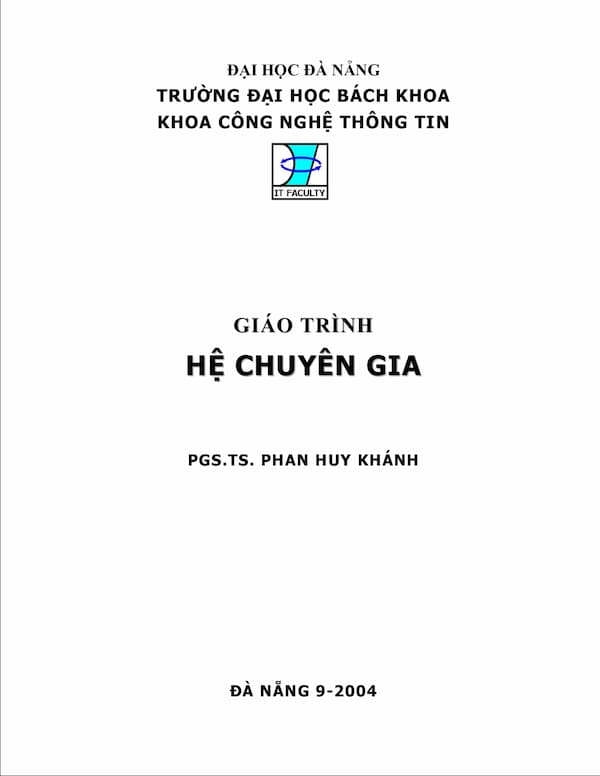 ĐẠI HỌC ĐÀ NẲNG
TRƯỜNG ĐẠI HỌC BÁCH KHOA
KHOA CÔNG NGHỆ THÔNG TIN
IT FACULTY
GIÁO TRÌNH
HỆ CHUYÊN GIA
PGS.TS. PHAN HUY KHÁNH
ĐÀ NẴNG 9-2004